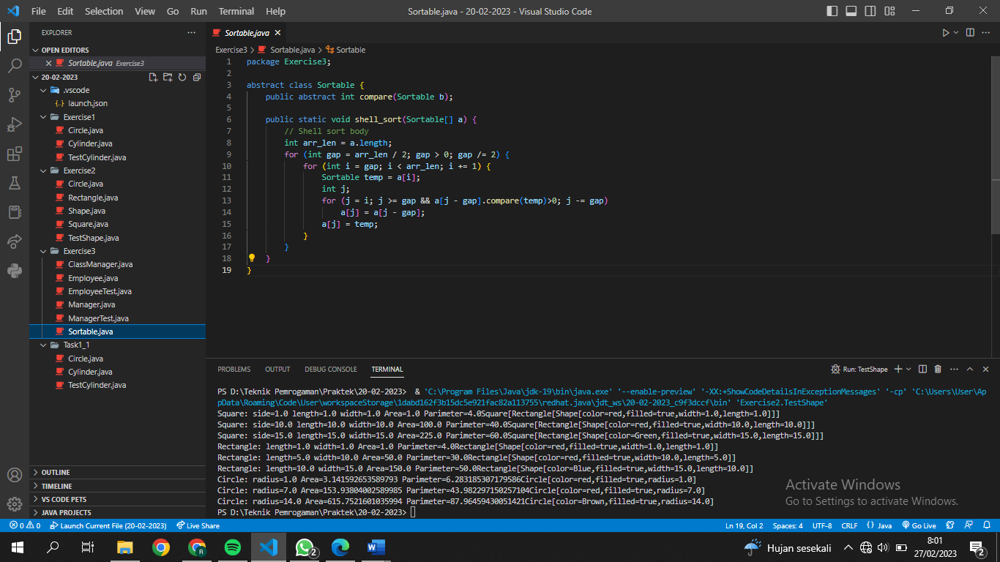 File Edit Selection View Go Run Terminal Help Sortable.java - 20-02-2023 - Visual Studio Code
EXPLORER
OPEN EDITORS
Sortable.java Exercise3
20-02-2023
.vscode
launch.json
Exercise1
Circle.java
Cylinder.java
TestCylinder.java
Exercise2
Circle.java
Rectangle.java
Shape.java
Square.java
TestShape.java
Exercise3
ClassManager.java
Employee.java
EmployeeTest.java
Manager.java
ManagerTest.java
Sortable.java
Task1_1
Circle.java
Cylinder.java
TestCylinder.java
OUTLINE
TIMELINE
VS CODE PETS
JAVA PROJECTS
Sortable.java
Exercise3 > Sortable.java > Sortable
1 package Exercise3;
2
3 abstract class Sortable {
4 public abstract int compare(Sortable b);
5
6 public static void shell_sort(Sortable[] a) {
7 // Shell sort body
8 int arr_len = a.length;
9 for (int gap = arr_len / 2; gap > 0; gap /= 2) {
10 for (int i = gap; i < arr_len; i += 1) {
11 Sortable temp = a[i];
12 int j;
13 for (j = i; j >= gap && a[j - gap].compare(temp)>0; j -= gap)
14 a[j] = a[j - gap];
15 a[j] = temp;
16 }
17 }
18 }
19 }
PROBLEMS OUTPUT DEBUG CONSOLE TERMINAL Run: TestShape
PS D:\Teknik Pemrogaman\Praktek\20-02-2023> & 'C:\Program Files\Java\jdk-19\bin\java.exe' '--enable-preview' '-XX:+ShowCodeDetailsInExceptionMessages' '-cp' 'C:\Users\User\Ap
pData\Roaming\Code\User\workspaceStorage\1dabd162f3b15dc5e921fac82a113755\redhat.java\jdt_ws\20-02-2023_c9f3dccf\bin' 'Exercise2.TestShape'
Square: side=1.0 length=1.0 width=1.0 Area=1.0 Parimeter=4.0Square[Rectangle[Shape[color=red,filled=true,width=1.0,length=1.0]]]
Square: side=10.0 length=10.0 width=10.0 Area=100.0 Parimeter=40.0Square[Rectangle[Shape[color=red,filled=true,width=10.0,length=10.0]]]
Square: side=15.0 length=15.0 width=15.0 Area=225.0 Parimeter=60.0Square[Rectangle[Shape[color=Green,filled=true,width=15.0,length=15.0]]]
Rectangle: length=1.0 width=1.0 Area=1.0 Parimeter=4.0Rectangle[Shape[color=red,filled=true,width=1.0,length=1.0]]
Rectangle: length=5.0 width=10.0 Area=50.0 Parimeter=30.0Rectangle[Shape[color=red,filled=true,width=10.0,length=5.0]]
Rectangle: length=10.0 width=15.0 Area=150.0 Parimeter=50.0Rectangle[Shape[color=Blue,filled=true,width=15.0,length=10.0]]
Circle: radius=1.0 Area=3.141592653589793 Parimeter=6.283185307179586Circle[color=red,filled=true,radius=1.0]
Circle: radius=7.0 Area=153.93804002589985 Parimeter=43.982297150257104Circle[color=red,filled=true,radius=7.0]
Circle: radius=14.0 Area=615.7521601035994 Parimeter=87.96459430051421Circle[color=Brown,filled=true,radius=14.0]
PS D:\Teknik Pemrogaman\Praktek\20-02-2023>
Activate Windows
Go to Settings to activate Windows.
0 0 Launch Current File (20-02-2023) Live Share Ln 19, Col 2 Spaces: 4 UTF-8 CRLF {} Java Go Live
R 2 W Hujan sesekali 8:01
27/02/2023 2